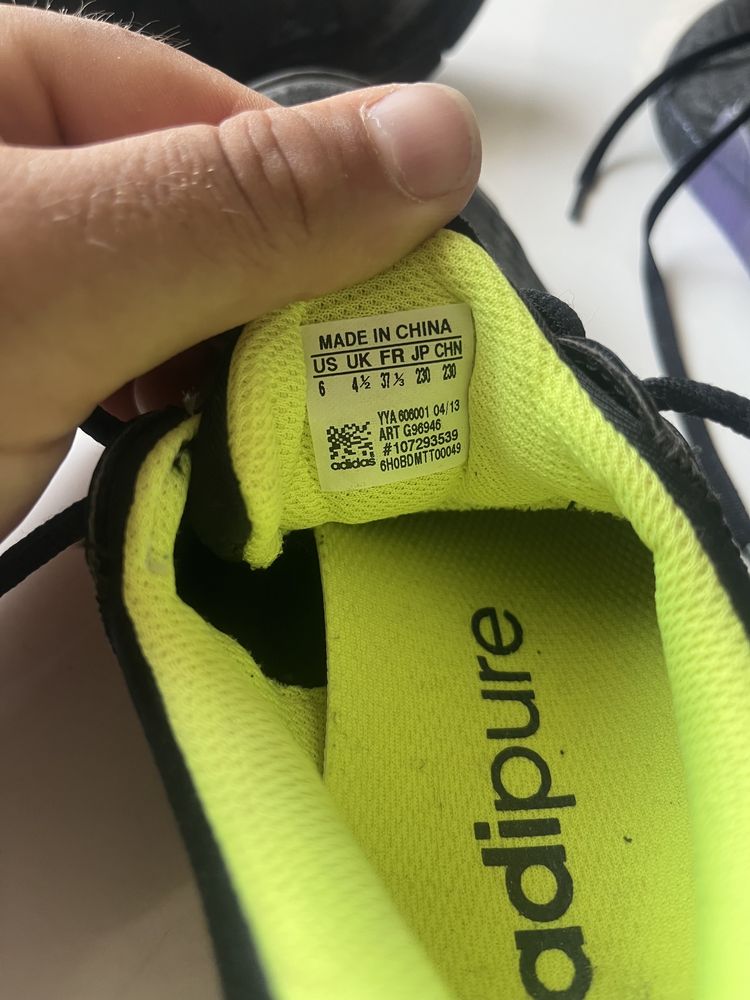 MADE IN CHINA
US UK FR JP CHN
6 4½ 37⅓ 230 230
YYA 606001 04/13
ART G96946
#107293539
adidas 6H0BDMTT00049
adipure